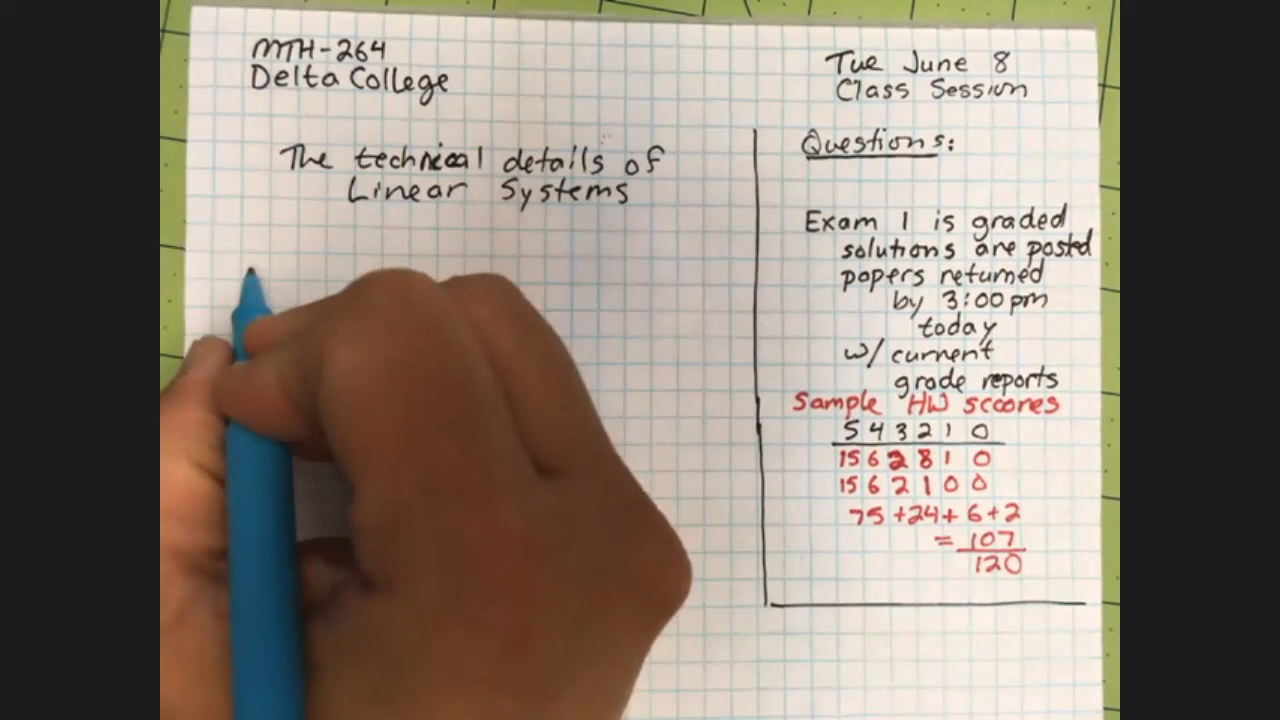 MTH-264
Delta College
Tue June 8
Class Session
The technical details of
Linear Systems
Questions:
Exam 1 is graded
solutions are posted
papers returned
by 3:00pm
today
w/ current
grade reports
Sample HW sccores
5 4 3 2 1 0
15 6 2 8 1 0
15 6 2 1 0 0
75 +24+ 6+2
= 107
120